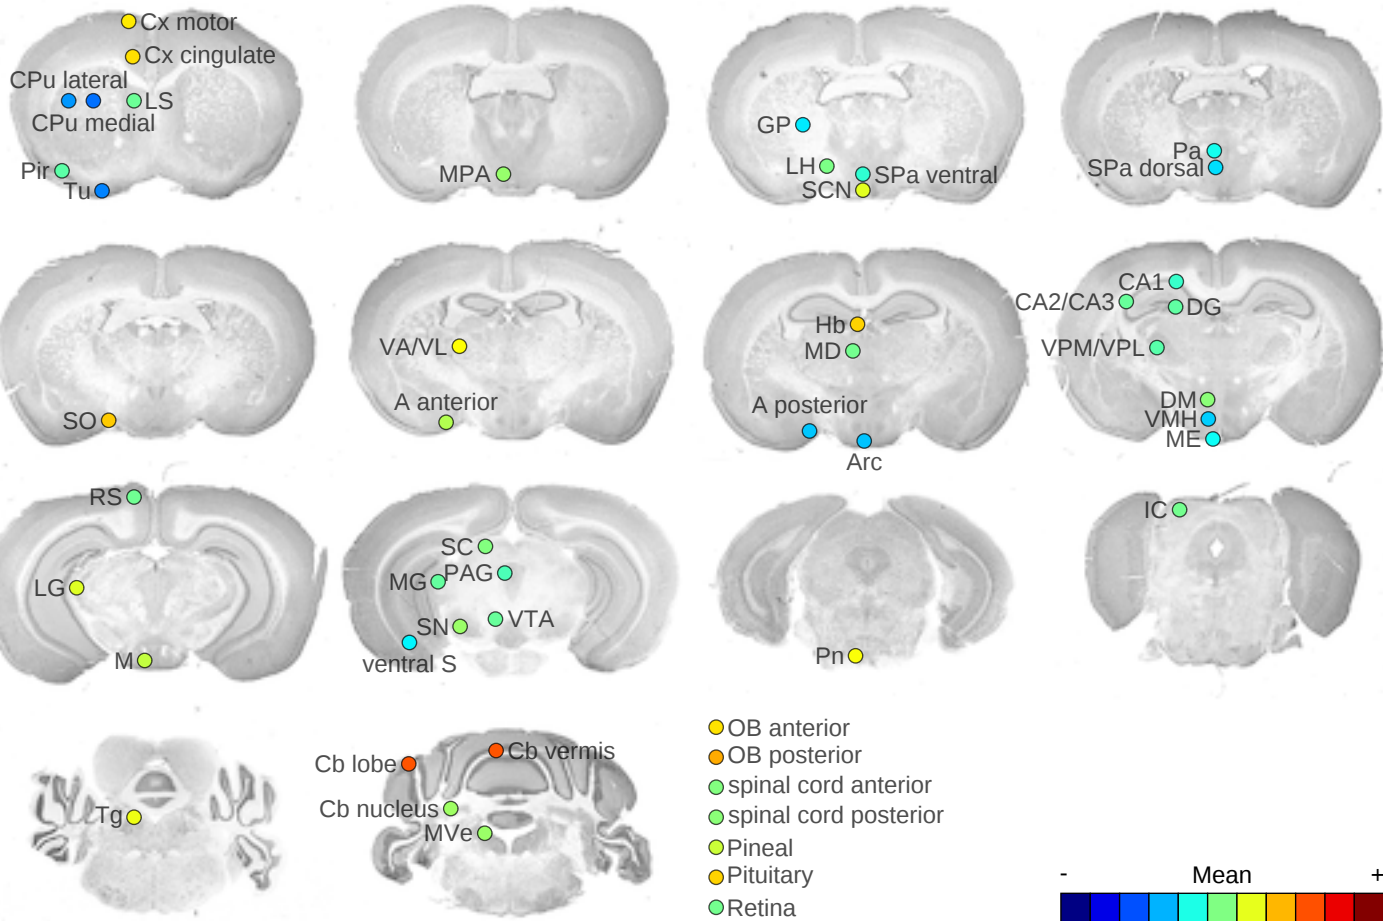 Cx motor
Cx cingulate
CPu lateral
LS
CPu medial
Pir
Tu
MPA
GP
LH
SPa ventral
SCN
Pa
SPa dorsal
SO
VA/VL
A anterior
Hb
MD
A posterior
Arc
CA1
CA2/CA3
DG
VPM/VPL
DM
VMH
ME
RS
LG
M
SC
MG
PAG
SN
VTA
ventral S
Pn
IC
Tg
Cb lobe
Cb vermis
Cb nucleus
MVe
OB anterior
OB posterior
spinal cord anterior
spinal cord posterior
Pineal
Pituitary
Retina
- Mean +